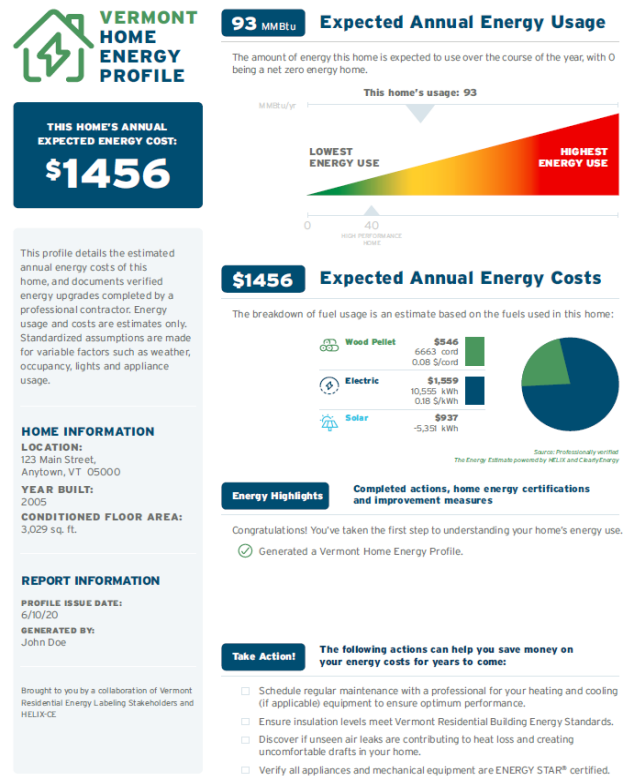 VERMONT
HOME
ENERGY
PROFILE
THIS HOME'S ANNUAL
EXPECTED ENERGY COST:
$1456
This profile details the estimated
annual energy costs of this
home, and documents verified
energy upgrades completed by a
professional contractor. Energy
usage and costs are estimates only.
Standardized assumptions are made
for variable factors such as weather,
occupancy, lights and appliance
usage.
HOME INFORMATION
LOCATION:
123 Main Street,
Anytown, VT 05000
YEAR BUILT:
2005
CONDITIONED FLOOR AREA:
3,029 sq. ft.
REPORT INFORMATION
PROFILE ISSUE DATE:
6/10/20
GENERATED BY:
John Doe
Brought to you by a collaboration of Vermont
Residential Energy Labeling Stakeholders and
HELIX-CE
93 MMBtu Expected Annual Energy Usage
The amount of energy this home is expected to use over the course of the year, with 0
being a net zero energy home.
This home's usage: 93
MMBtu/yr
LOWEST
ENERGY USE
HIGHEST
ENERGY USE
0 40
HIGH PERFORMANCE
HOME
$1456 Expected Annual Energy Costs
The breakdown of fuel usage is an estimate based on the fuels used in this home:
Wood Pellet $546
6663 cord
0.08 $/cord
Electric $1,559
10,555 kWh
0.18 $/kWh
Solar $937
-5,351 kWh
Source: Professionally verified
The Energy Estimate powered by HELIX and ClearlyEnergy
Energy Highlights
Completed actions, home energy certifications
and improvement measures
Congratulations! You've taken the first step to understanding your home's energy use.
Generated a Vermont Home Energy Profile.
Take Action!
The following actions can help you save money on
your energy costs for years to come:
Schedule regular maintenance with a professional for your heating and cooling
(if applicable) equipment to ensure optimum performance.
Ensure insulation levels meet Vermont Residential Building Energy Standards.
Discover if unseen air leaks are contributing to heat loss and creating
uncomfortable drafts in your home.
Verify all appliances and mechanical equipment are ENERGY STAR® certified.